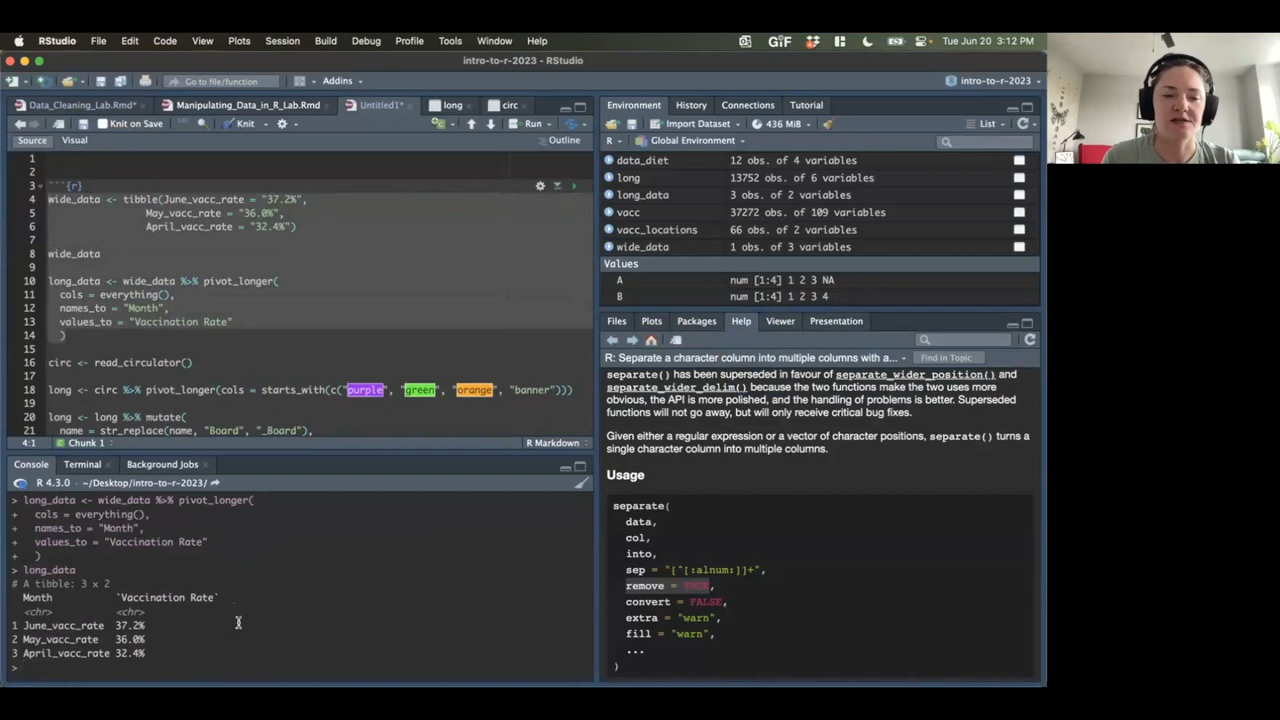 RStudio File Edit Code View Plots Session Build Debug Profile Tools Window Help GiF Tue Jun 20 3:12 PM
intro-to-r-2023 - RStudio
Go to file/function Addins intro-to-r-2023
Data_Cleaning_Lab.Rmd* Manipulating_Data_in_R_Lab.Rmd Untitled1* long circ
Knit on Save Knit Run
Source Visual Outline
1
2
3 ```{r}
4 wide_data <- tibble(June_vacc_rate = "37.2%",
5 May_vacc_rate = "36.0%",
6 April_vacc_rate = "32.4%")
7
8 wide_data
9
10 long_data <- wide_data %>% pivot_longer(
11 cols = everything(),
12 names_to = "Month",
13 values_to = "Vaccination Rate"
14 )
15
16 circ <- read_circulator()
17
18 long <- circ %>% pivot_longer(cols = starts_with(c("purple", "green", "orange", "banner")))
19
20 long <- long %>% mutate(
21 name = str_replace(name, "Board", "_Board"),
4:1 Chunk 1 R Markdown
Console Terminal Background Jobs
R 4.3.0 · ~/Desktop/intro-to-r-2023/
> long_data <- wide_data %>% pivot_longer(
+ cols = everything(),
+ names_to = "Month",
+ values_to = "Vaccination Rate"
+ )
> long_data
# A tibble: 3 × 2
Month `Vaccination Rate`
<chr> <chr>
1 June_vacc_rate 37.2%
2 May_vacc_rate 36.0%
3 April_vacc_rate 32.4%
>
Environment History Connections Tutorial
Import Dataset 436 MiB List
R Global Environment
data_diet 12 obs. of 4 variables
long 13752 obs. of 6 variables
long_data 3 obs. of 2 variables
vacc 37272 obs. of 109 variables
vacc_locations 66 obs. of 2 variables
wide_data 1 obs. of 3 variables
Values
A num [1:4] 1 2 3 NA
B num [1:4] 1 2 3 4
Files Plots Packages Help Viewer Presentation
R: Separate a character column into multiple columns with a... Find in Topic
separate() has been superseded in favour of separate_wider_position() and
separate_wider_delim() because the two functions make the two uses more
obvious, the API is more polished, and the handling of problems is better. Superseded
functions will not go away, but will only receive critical bug fixes.
Given either a regular expression or a vector of character positions, separate() turns a
single character column into multiple columns.
Usage
separate(
data,
col,
into,
sep = "[^[:alnum:]]+",
remove = TRUE,
convert = FALSE,
extra = "warn",
fill = "warn",
...
)